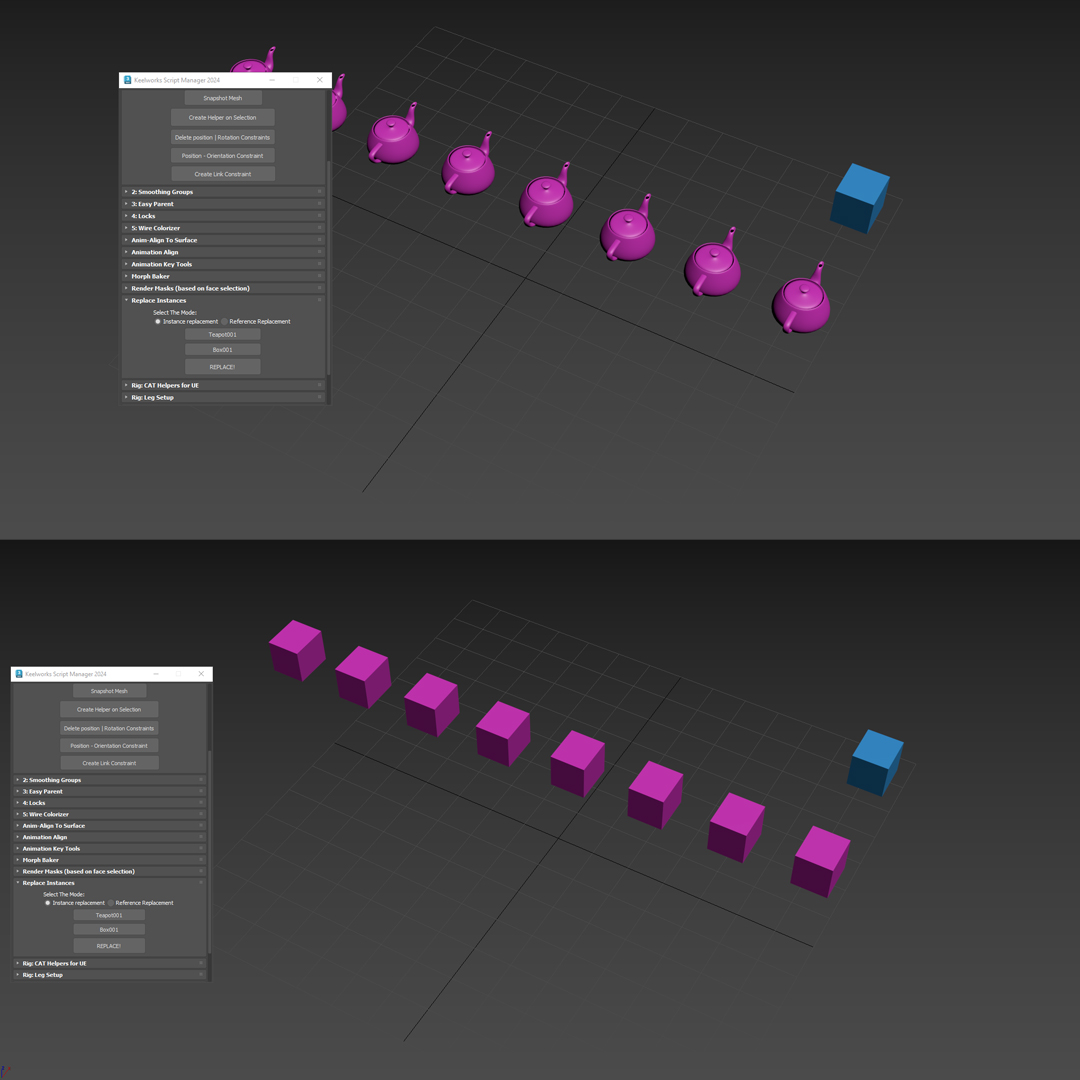 Keelworks Script Manager 2024
Snapshot Mesh
Create Helper on Selection
Delete position | Rotation Constraints
Position - Orientation Constraint
Create Link Constraint
2: Smoothing Groups
3: Easy Parent
4: Locks
5: Wire Colorizer
Anim-Align To Surface
Animation Align
Animation Key Tools
Morph Baker
Render Masks (based on face selection)
Replace Instances
Select The Mode:
Instance replacement Reference Replacement
Teapot001
Box001
REPLACE!
Rig: CAT Helpers for UE
Rig: Leg Setup
Keelworks Script Manager 2024
Snapshot Mesh
Create Helper on Selection
Delete position | Rotation Constraints
Position - Orientation Constraint
Create Link Constraint
2: Smoothing Groups
3: Easy Parent
4: Locks
5: Wire Colorizer
Anim-Align To Surface
Animation Align
Animation Key Tools
Morph Baker
Render Masks (based on face selection)
Replace Instances
Select The Mode:
Instance replacement Reference Replacement
Teapot001
Box001
REPLACE!
Rig: CAT Helpers for UE
Rig: Leg Setup